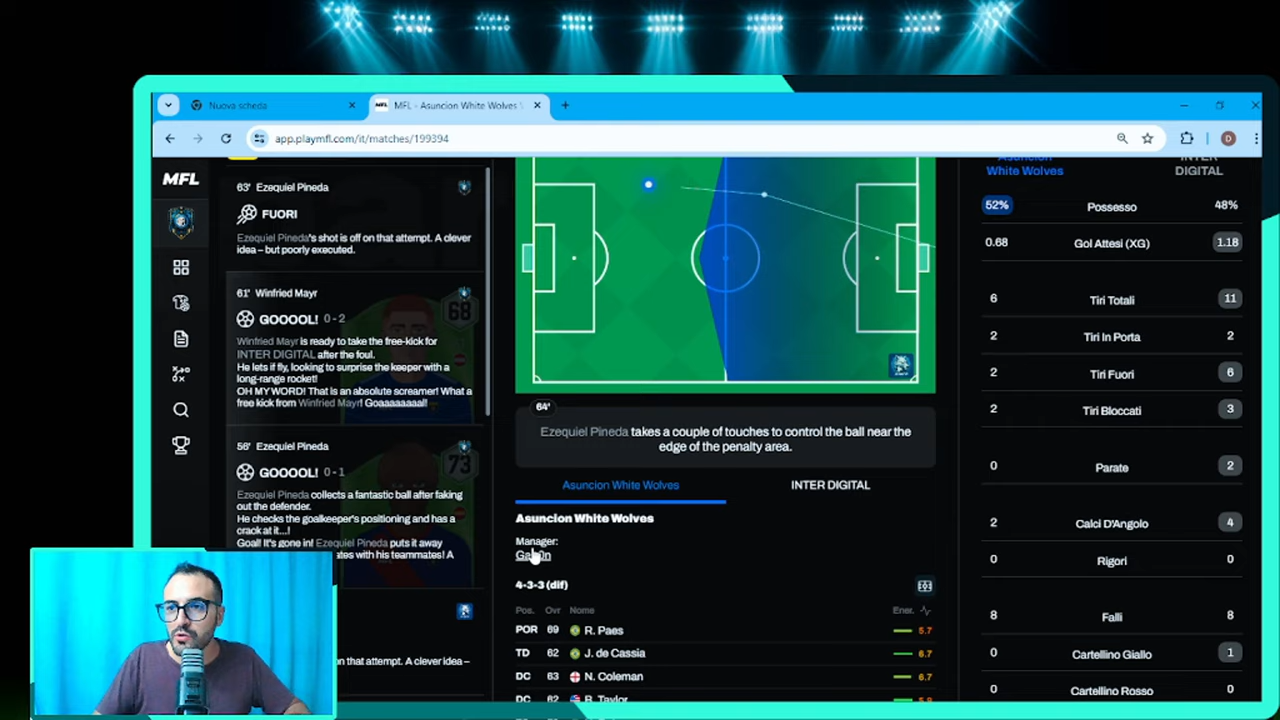 Nuova scheda
MFL - Asuncion White Wolves
app.playmfl.com/it/matches/199394
D
MFL
63' Ezequiel Pineda
FUORI
Ezequiel Pineda's shot is off on that attempt. A clever
idea – but poorly executed.
61' Winfried Mayr
68
GOOOOL! 0 - 2
Winfried Mayr is ready to take the free-kick for
INTER DIGITAL after the foul.
He lets if fly, looking to surprise the keeper with a
long-range rocket!
OH MY WORD! That is an absolute screamer! What a
free kick from Winfried Mayr! Goaaaaaaaal!
56' Ezequiel Pineda
73
GOOOOL! 0 - 1
Ezequiel Pineda collects a fantastic ball after faking
out the defender.
He checks the goalkeeper's positioning and has a
crack at it...!
Goal! It's gone in! Ezequiel Pineda puts it away
ates with his teammates! A
n that attempt. A clever idea –
64'
Ezequiel Pineda takes a couple of touches to control the ball near the
edge of the penalty area.
Asuncion White Wolves INTER DIGITAL
Asuncion White Wolves
Manager:
4-3-3 (dif)
Pos. Ovr Nome Ener.
POR 69 R. Paes 5.7
TD 62 J. de Cassia 6.7
DC 63 N. Coleman 6.7
DC 62 R. Taylor 5.9
Asuncion
White Wolves
INTER
DIGITAL
52% Possesso 48%
0.68 Gol Attesi (XG) 1.18
6 Tiri Totali 11
2 Tiri In Porta 2
2 Tiri Fuori 6
2 Tiri Bloccati 3
0 Parate 2
2 Calci D'Angolo 4
0 Rigori 0
8 Falli 8
0 Cartellino Giallo 1
0 Cartellino Rosso 0